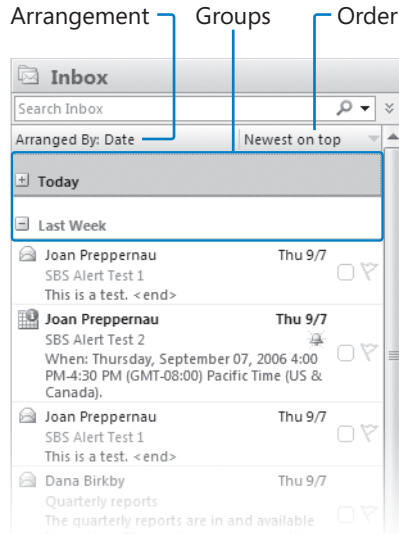 Arrangement Groups Order
Inbox
Search Inbox
Arranged By: Date Newest on top
Today
Last Week
Joan Preppernau Thu 9/7
SBS Alert Test 1
This is a test. <end>
Joan Preppernau Thu 9/7
SBS Alert Test 2
When: Thursday, September 07, 2006 4:00
PM-4:30 PM (GMT-08:00) Pacific Time (US &
Canada).
Joan Preppernau Thu 9/7
SBS Alert Test 1
This is a test. <end>
Dana Birkby Thu 9/7
Quarterly reports
The quarterly reports are in and available